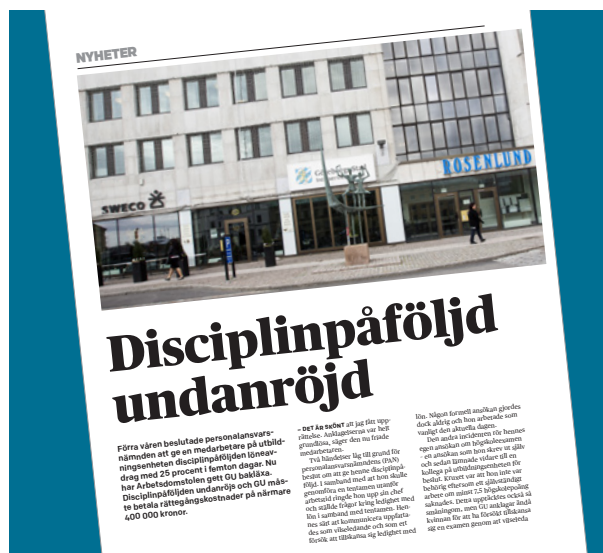 NYHETER
SWECO
ROSENLUND
Disciplinpåföljd
undanröjd
Förra våren beslutade personalansvars-
nämnden att ge en medarbetare på utbild-
ningsenheten disciplinpåföljden löneav-
drag med 25 procent i femton dagar. Nu
har Arbetsdomstolen gett GU bakläxa.
Disciplinpåföljden undanröjs och GU mås-
te betala rättegångskostnader på närmare
400 000 kronor.
– DET ÄR SKÖNT att jag fått upp-
rättelse. Anklagelserna var helt
grundlösa, säger den nu friade
medarbetaren.
Två händelser låg till grund för
personalansvarsnämndens (PAN)
beslut om att ge henne disciplinpå-
följd. I samband med att hon skulle
genomföra en tentamen utanför
arbetstid ringde hon upp sin chef
och ställde frågor kring ledighet med
lön i samband med tentamen. Hen-
nes sätt att kommunicera uppfatta-
des som vilseledande och som ett
försök att tillskansa sig ledighet med
lön. Någon formell ansökan gjordes
dock aldrig och hon arbetade som
vanligt den aktuella dagen.
Den andra incidenten rör hennes
egen ansökan om högskoleexamen
– en ansökan som hon skrev ut själv
och sedan lämnade vidare till en
kollega på utbildningsenheten för
beslut. Kruxet var att hon inte var
behörig eftersom ett självständigt
arbete om minst 7,5 högskolepoäng
saknades. Detta upptäcktes också så
småningom, men GU anklagar ändå
kvinnan för att ha försökt tillskansa
sig en examen genom att vilseleda